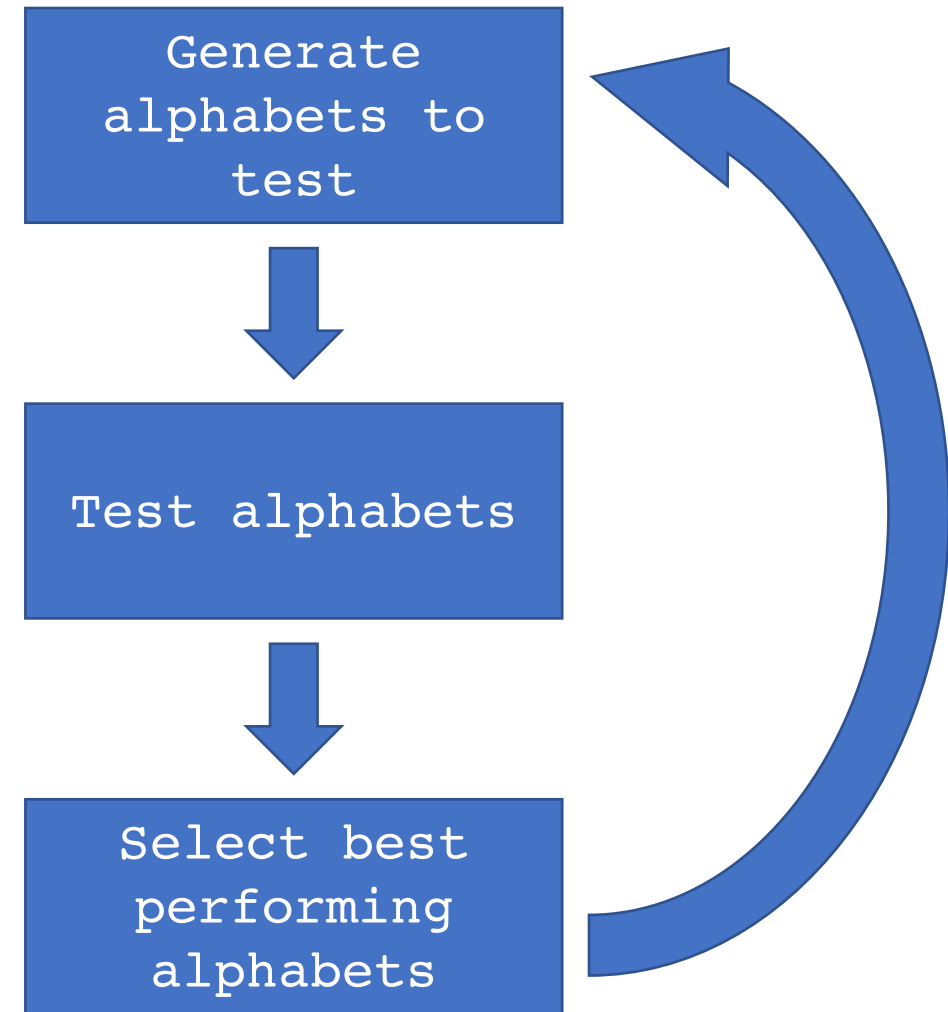 Generate
alphabets to
test
Test alphabets
Select best
performing
alphabets